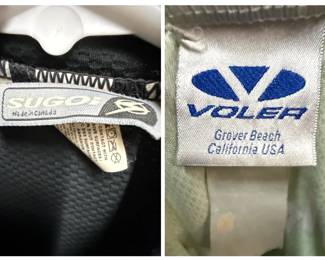 SUGOI
Made in Canada
VOLER
Grover Beach
California USA